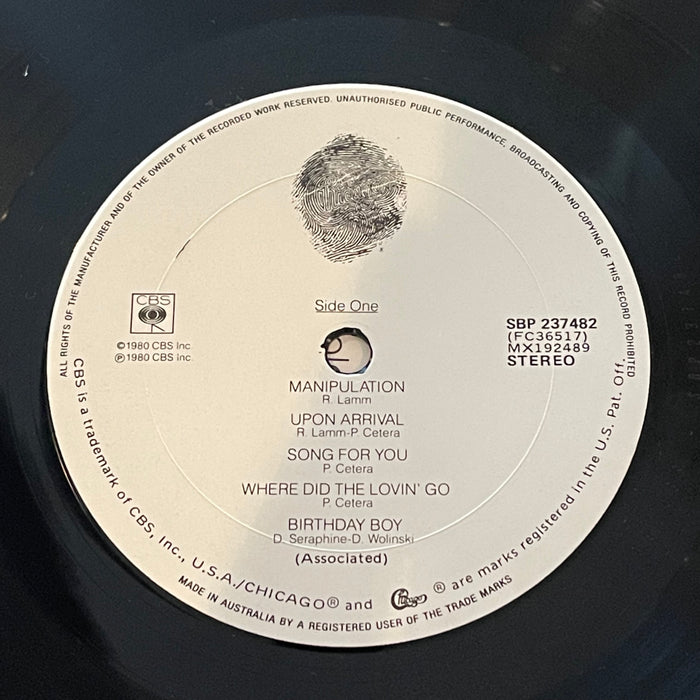 ALL RIGHTS OF THE MANUFACTURER AND OF THE OWNER OF THE RECORDED WORK RESERVED. UNAUTHORISED PUBLIC PERFORMANCE, BROADCASTING AND COPYING OF THIS RECORD PROHIBITED
Chicago
Side One
CBS
©1980 CBS Inc.
℗1980 CBS Inc.
SBP 237482
(FC36517)
MX192489
STEREO
MANIPULATION
R. Lamm
UPON ARRIVAL
R. Lamm-P. Cetera
SONG FOR YOU
P. Cetera
WHERE DID THE LOVIN' GO
P. Cetera
BIRTHDAY BOY
D. Seraphine-D. Wolinski
(Associated)
CBS is a trademark of CBS, Inc., U.S.A./CHICAGO® and Chicago ® are marks registered in the U.S. Pat. Off.
MADE IN AUSTRALIA BY A REGISTERED USER OF THE TRADE MARKS